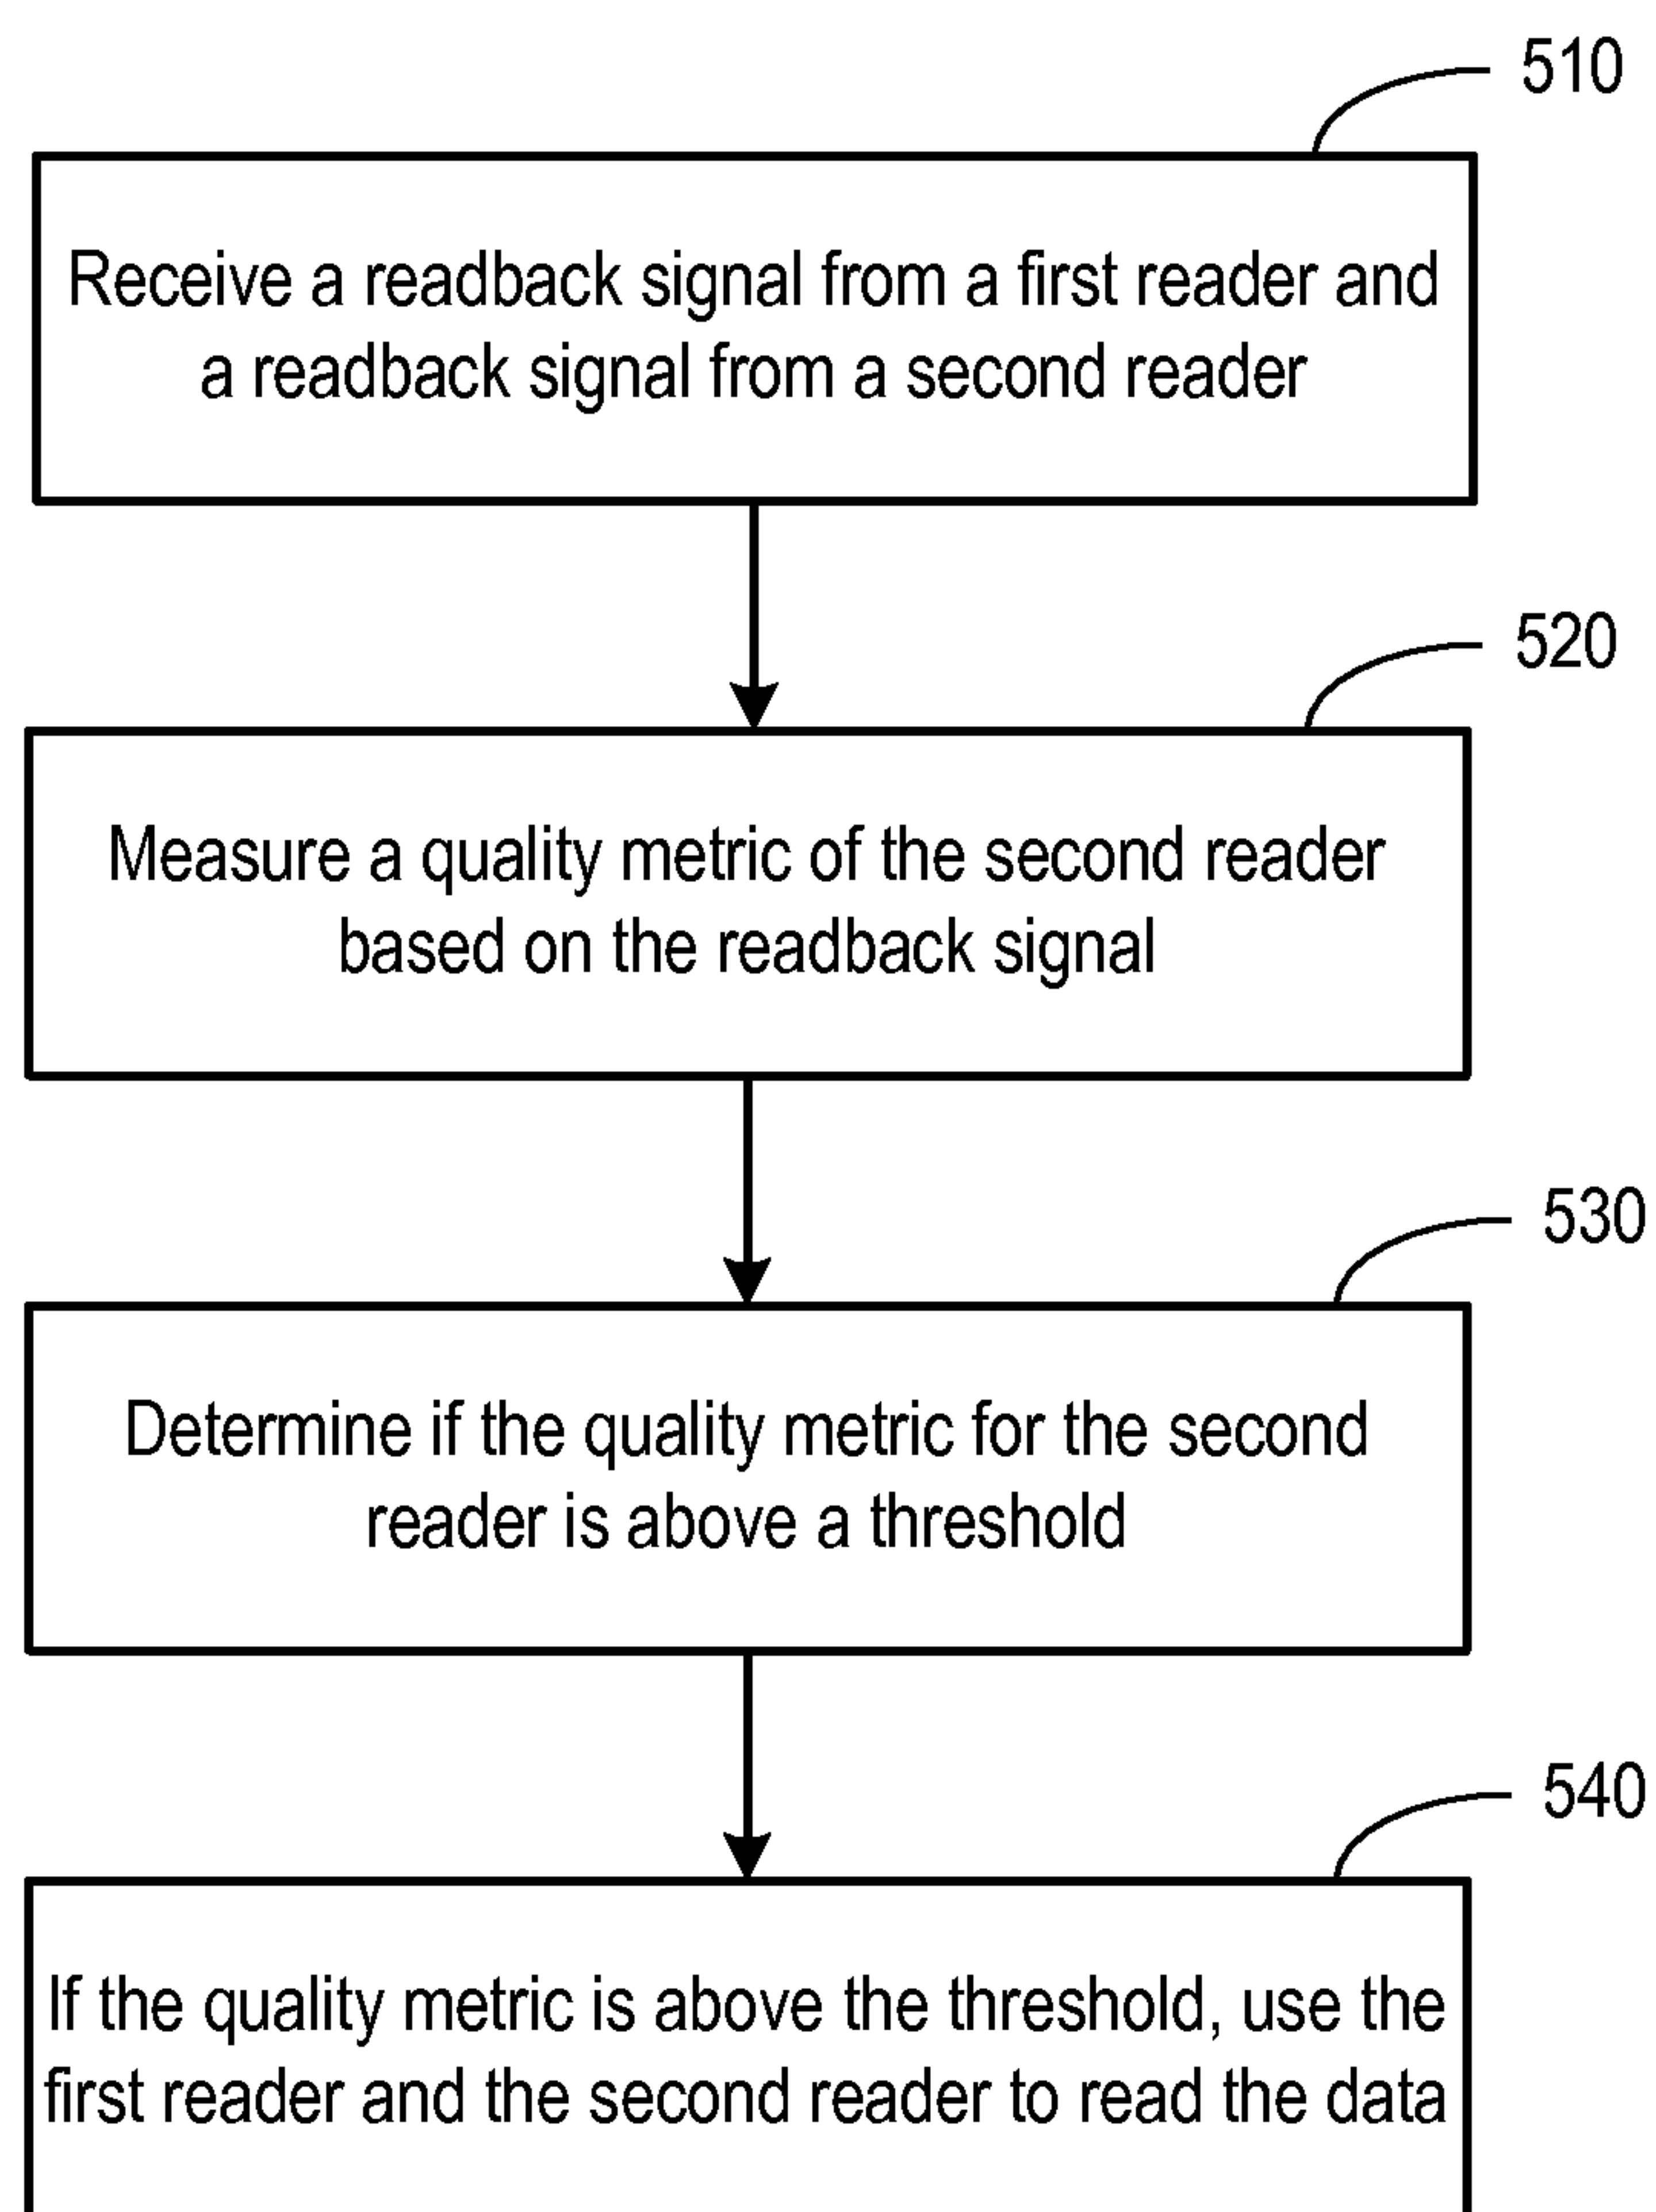 510
Receive a readback signal from a first reader and
a readback signal from a second reader
520
Measure a quality metric of the second reader
based on the readback signal
530
Determine if the quality metric for the second
reader is above a threshold
540
If the quality metric is above the threshold, use the
first reader and the second reader to read the data